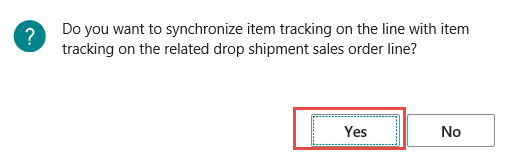 Do you want to synchronize item tracking on the line with item
tracking on the related drop shipment sales order line?
Yes No